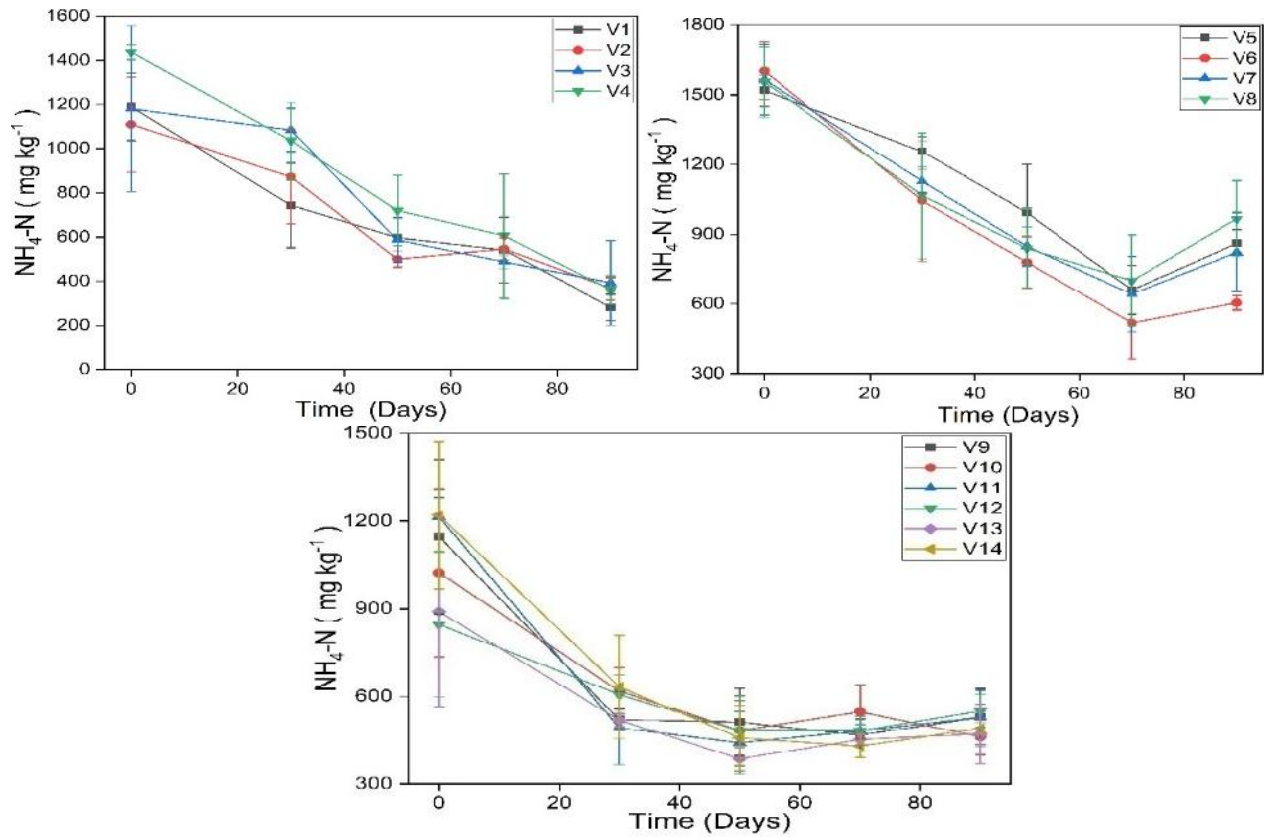 1600
1400
1200
1000
800
600
400
200
0
NH₄-N ( mg kg⁻¹ )
0 20 40 60 80
Time (Days)
V1
V2
V3
V4
1800
1500
1200
900
600
300
NH₄-N ( mg kg⁻¹ )
0 20 40 60 80
Time (Days)
V5
V6
V7
V8
1500
1200
900
600
300
NH₄-N ( mg kg⁻¹ )
0 20 40 60 80
Time (Days)
V9
V10
V11
V12
V13
V14